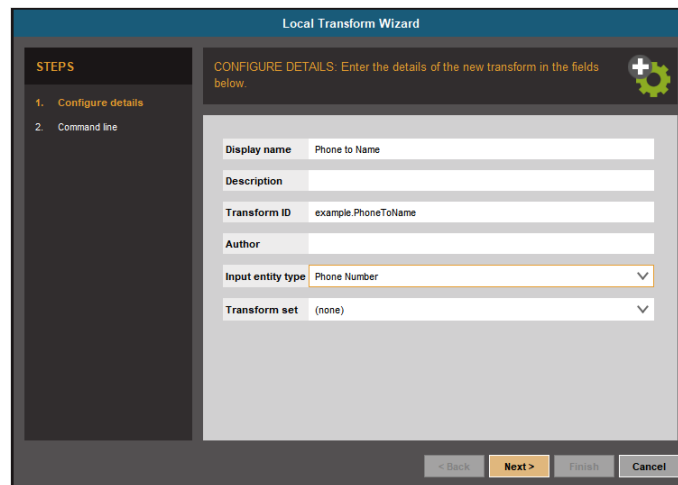 Local Transform Wizard
STEPS
1. Configure details
2. Command line
CONFIGURE DETAILS: Enter the details of the new transform in the fields
below.
Display name Phone to Name
Description
Transform ID example.PhoneToName
Author
Input entity type Phone Number
Transform set (none)
< Back Next > Finish Cancel